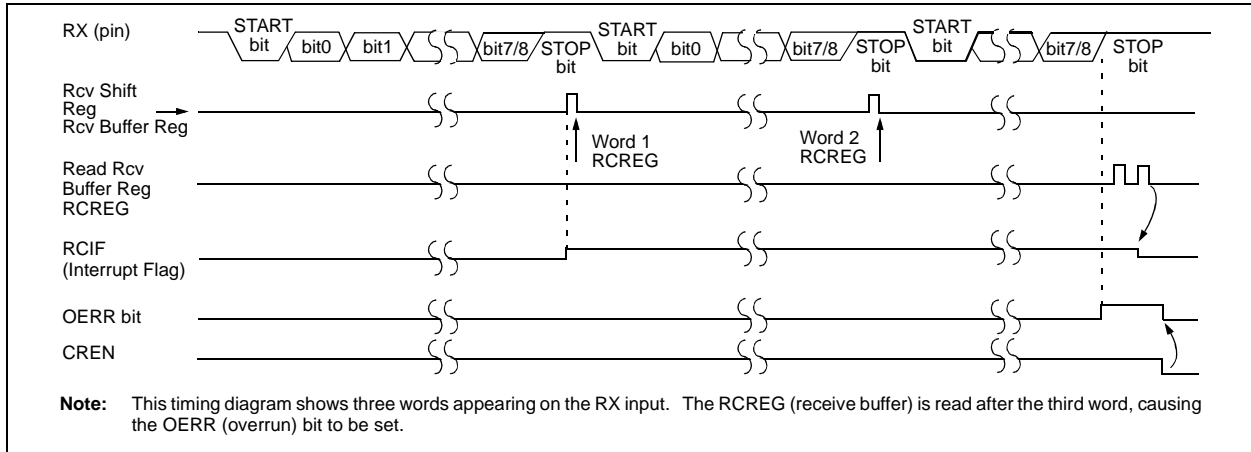 RX (pin)
START
bit
bit0
bit1
bit7/8
STOP
bit
START
bit
bit0
bit7/8
STOP
bit
START
bit
bit7/8
STOP
bit
Rcv Shift
Reg
Rcv Buffer Reg
Word 1
RCREG
Word 2
RCREG
Read Rcv
Buffer Reg
RCREG
RCIF
(Interrupt Flag)
OERR bit
CREN
Note: This timing diagram shows three words appearing on the RX input. The RCREG (receive buffer) is read after the third word, causing
the OERR (overrun) bit to be set.